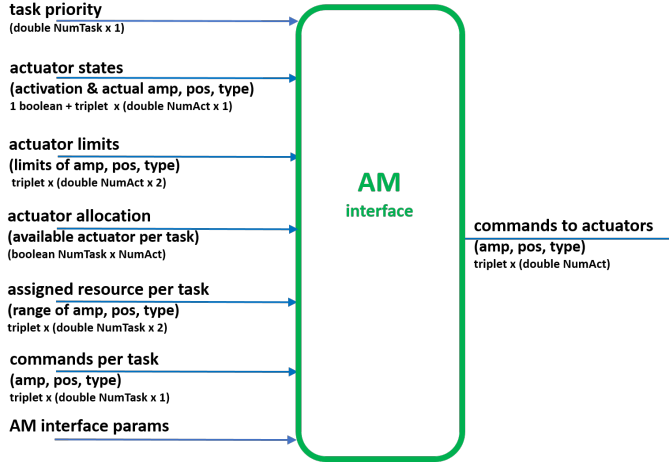 task priority
(double NumTask x 1)
actuator states
(activation & actual amp, pos, type)
1 boolean + triplet x (double NumAct x 1)
actuator limits
(limits of amp, pos, type)
triplet x (double NumAct x 2)
actuator allocation
(available actuator per task)
(boolean NumTask x NumAct)
assigned resource per task
(range of amp, pos, type)
triplet x (double NumTask x 2)
commands per task
(amp, pos, type)
triplet x (double NumTask x 1)
AM interface params
AM
interface
commands to actuators
(amp, pos, type)
triplet x (double NumAct)